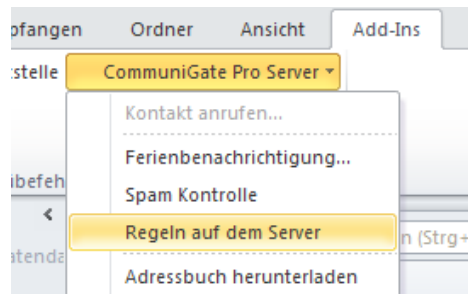 pfangen Ordner Ansicht Add-Ins
stelle CommuniGate Pro Server
Kontakt anrufen...
Ferienbenachrichtigung...
übefeh
Spam Kontrolle
Regeln auf dem Server
n (Strg+
atenda
Adressbuch herunterladen